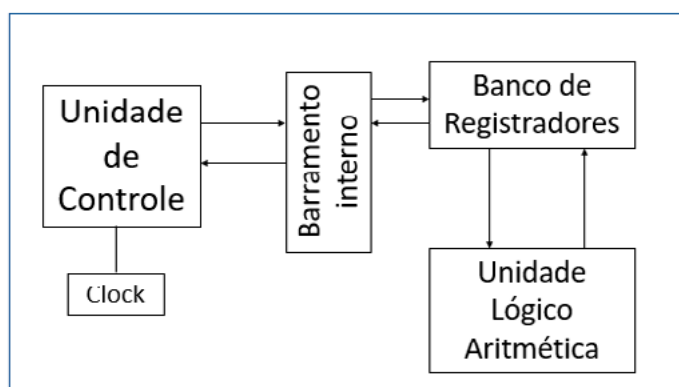 Unidade
de
Controle
Clock
Barramento
interno
Banco de
Registradores
Unidade
Lógico
Aritmética